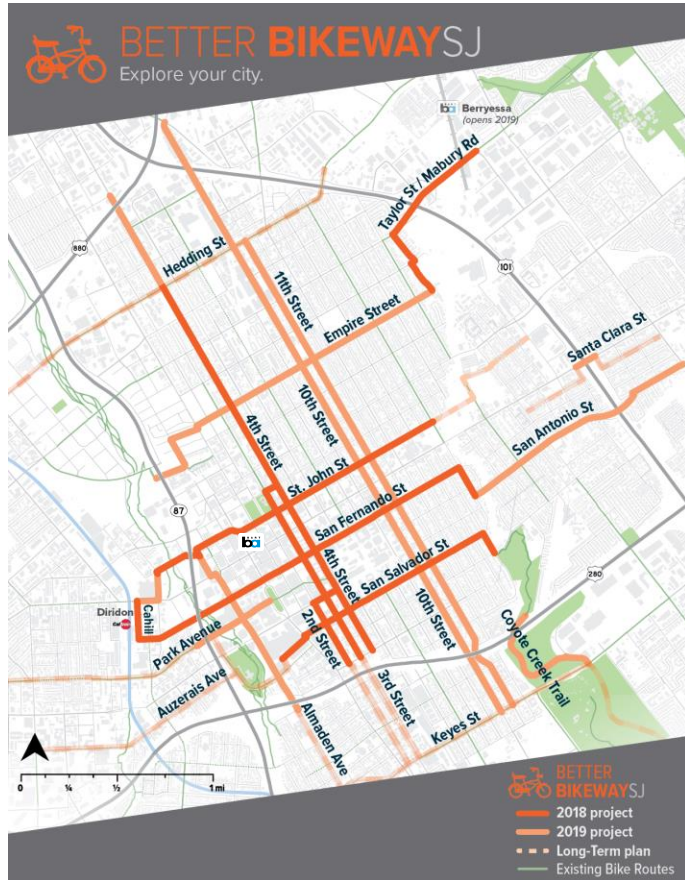 BETTER BIKEWAYSJ
Explore your city.
ba Berryessa
(opens 2019)
Taylor St / Mabury Rd
880
Hedding St
101
11th Street
Empire Street
Santa Clara St
10th Street
San Antonio St
4th Street
St. John St
87
San Fernando St
ba
4th Street
San Salvador St
280
Diridon
Cahill
Park Avenue
2nd Street
10th Street
Coyote Creek Trail
Auzerais Ave
3rd Street
Almaden Ave
Keyes St
0 ¼ ½ 1 mi
BETTER
BIKEWAYSJ
2018 project
2019 project
Long-Term plan
Existing Bike Routes